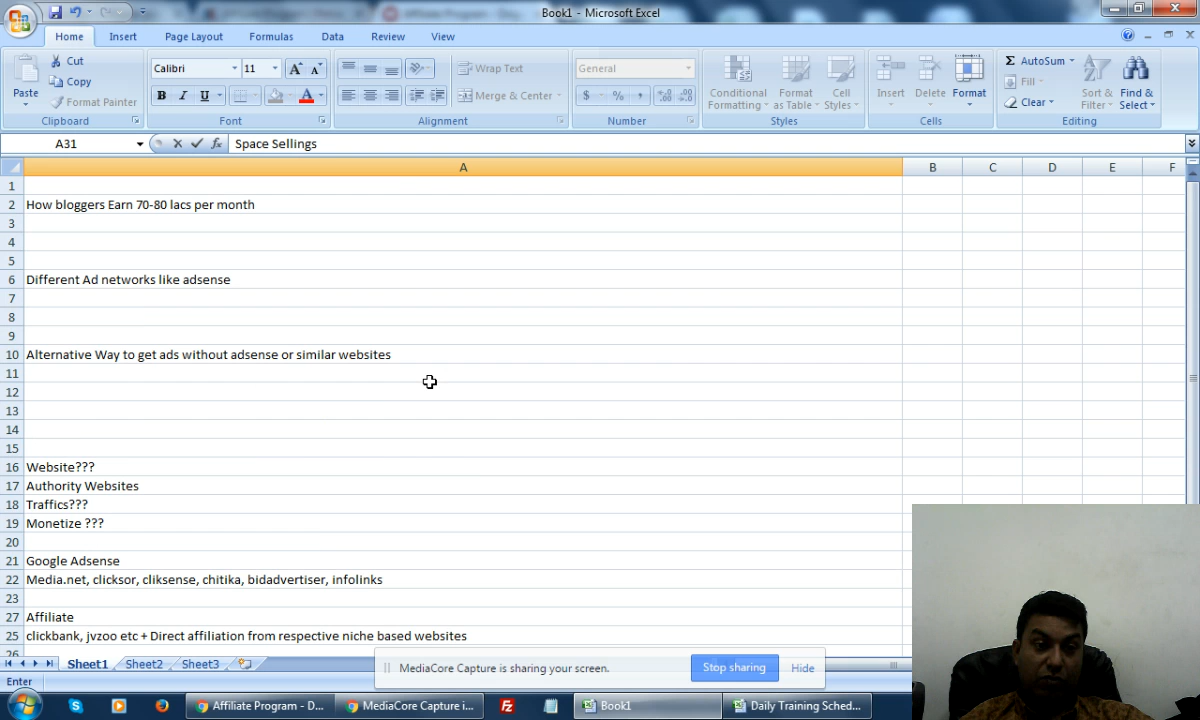 Book1 - Microsoft Excel
Home Insert Page Layout Formulas Data Review View
Paste Cut Copy Format Painter Clipboard
Calibri 11 A A B I U A Font
Wrap Text Merge & Center Alignment
General $ % , Number
Conditional Formatting Format as Table Cell Styles Styles
Insert Delete Format Cells
Σ AutoSum Fill Clear Sort & Filter Find & Select Editing
A31 fx Space Sellings
A B C D E F
1
2 How bloggers Earn 70-80 lacs per month
3
4
5
6 Different Ad networks like adsense
7
8
9
10 Alternative Way to get ads without adsense or similar websites
11
12
13
14
15
16 Website???
17 Authority Websites
18 Traffics???
19 Monetize ???
20
21 Google Adsense
22 Media.net, clicksor, cliksense, chitika, bidadvertiser, infolinks
23
27 Affiliate
25 clickbank, jvzoo etc + Direct affiliation from respective niche based websites
26
Sheet1 Sheet2 Sheet3
MediaCore Capture is sharing your screen. Stop sharing Hide
Enter
Affiliate Program - D... MediaCore Capture i... Fz Book1 Daily Training Sched...